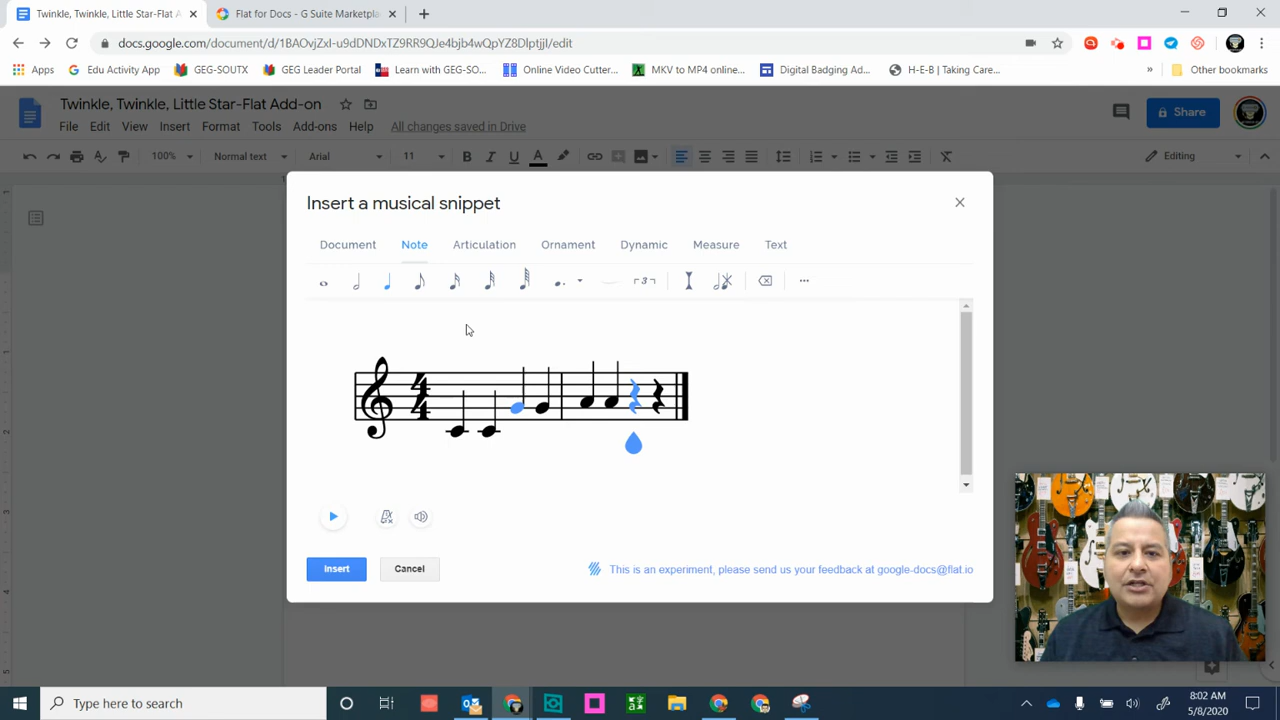 Twinkle, Twinkle, Little Star-Flat A
Flat for Docs - G Suite Marketpla
docs.google.com/document/d/1BAOvjZxI-u9dDNDxTZ9RR9QJe4bjb4wQpYZ8DlptjjI/edit
Apps
Edu Activity App
GEG-SOUTX
GEG Leader Portal
Learn with GEG-SO...
Online Video Cutter...
MKV to MP4 online...
Digital Badging Ad...
H-E-B | Taking Care...
»
Other bookmarks
Twinkle, Twinkle, Little Star-Flat Add-on
File Edit View Insert Format Tools Add-ons Help All changes saved in Drive
Share
100% Normal text Arial 11 B I U A Editing
Insert a musical snippet
Document Note Articulation Ornament Dynamic Measure Text
3
4
4
Insert
Cancel
This is an experiment, please send us your feedback at google-docs@flat.io
Type here to search
8:02 AM
5/8/2020